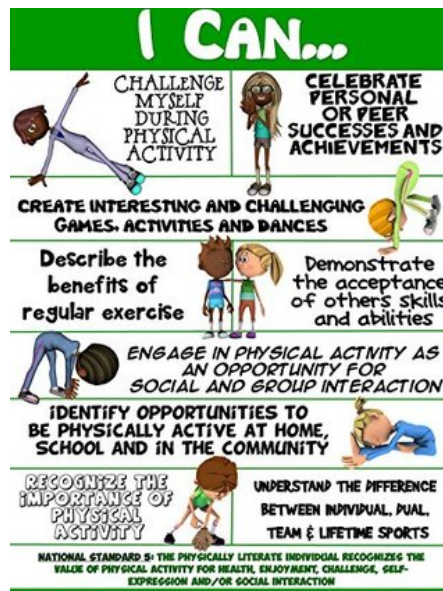 I CAN...
CHALLENGE
MYSELF
DURING
PHYSICAL
ACTIVITY
CELEBRATE
PERSONAL
OR PEER
SUCCESSES AND
ACHIEVEMENTS
CREATE INTERESTING AND CHALLENGING
GAMES, ACTIVITIES AND DANCES
Describe the
benefits of
regular exercise
Demonstrate
the acceptance
of others skills
and abilities
ENGAGE IN PHYSICAL ACTIVITY AS
AN OPPORTUNITY FOR
SOCIAL AND GROUP INTERACTION
IDENTIFY OPPORTUNITIES TO
BE PHYSICALLY ACTIVE AT HOME,
SCHOOL AND IN THE COMMUNITY
RECOGNIZE THE
IMPORTANCE OF
PHYSICAL
ACTIVITY
UNDERSTAND THE DIFFERENCE
BETWEEN INDIVIDUAL, DUAL,
TEAM & LIFETIME SPORTS
NATIONAL STANDARD 5: THE PHYSICALLY LITERATE INDIVIDUAL RECOGNIZES THE
VALUE OF PHYSICAL ACTIVITY FOR HEALTH, ENJOYMENT, CHALLENGE, SELF-
EXPRESSION AND/OR SOCIAL INTERACTION